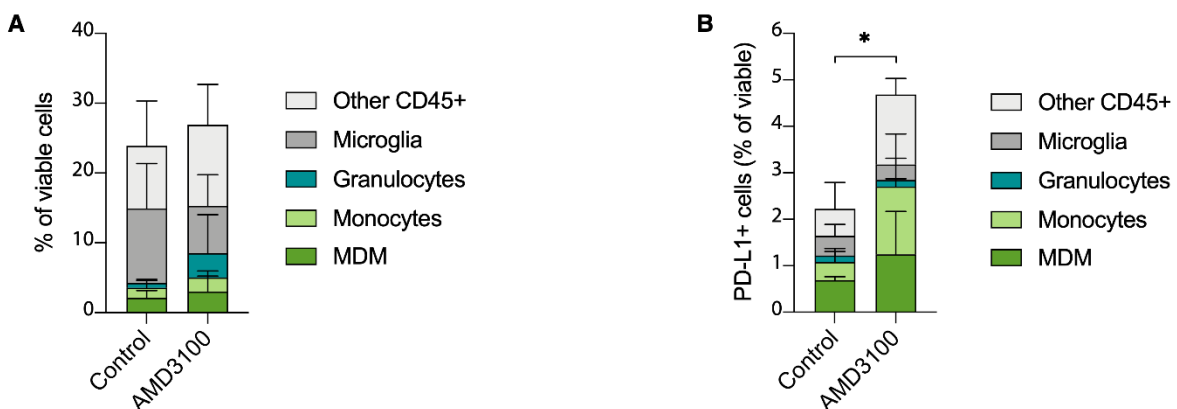 A
% of viable cells
40
30
20
10
0
Control
AMD3100
Other CD45+
Microglia
Granulocytes
Monocytes
MDM
B
PD-L1+ cells (% of viable)
6
5
4
3
2
1
0
*
Control
AMD3100
Other CD45+
Microglia
Granulocytes
Monocytes
MDM